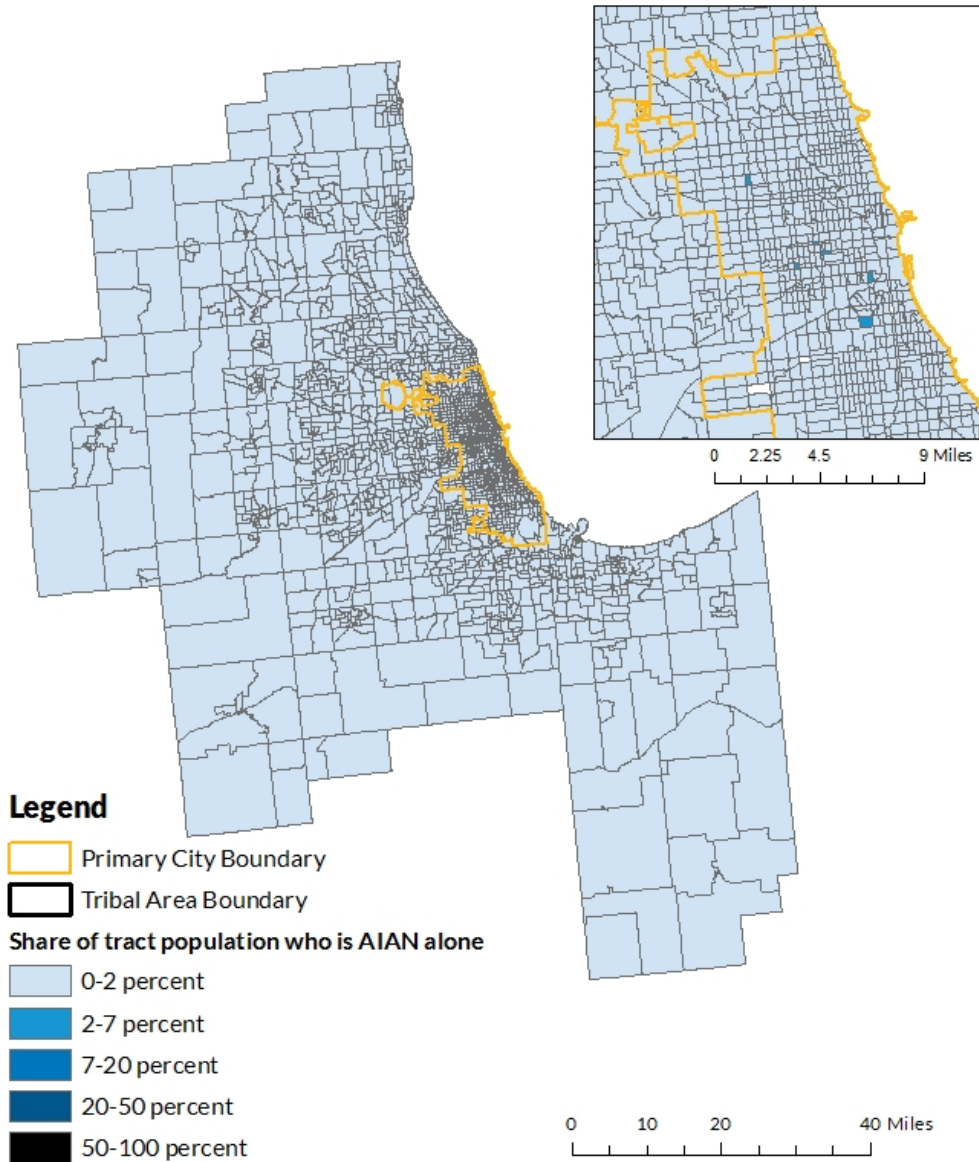 0 2.25 4.5 9 Miles
Legend
Primary City Boundary
Tribal Area Boundary
Share of tract population who is AIAN alone
0-2 percent
2-7 percent
7-20 percent
20-50 percent
50-100 percent
0 10 20 40 Miles